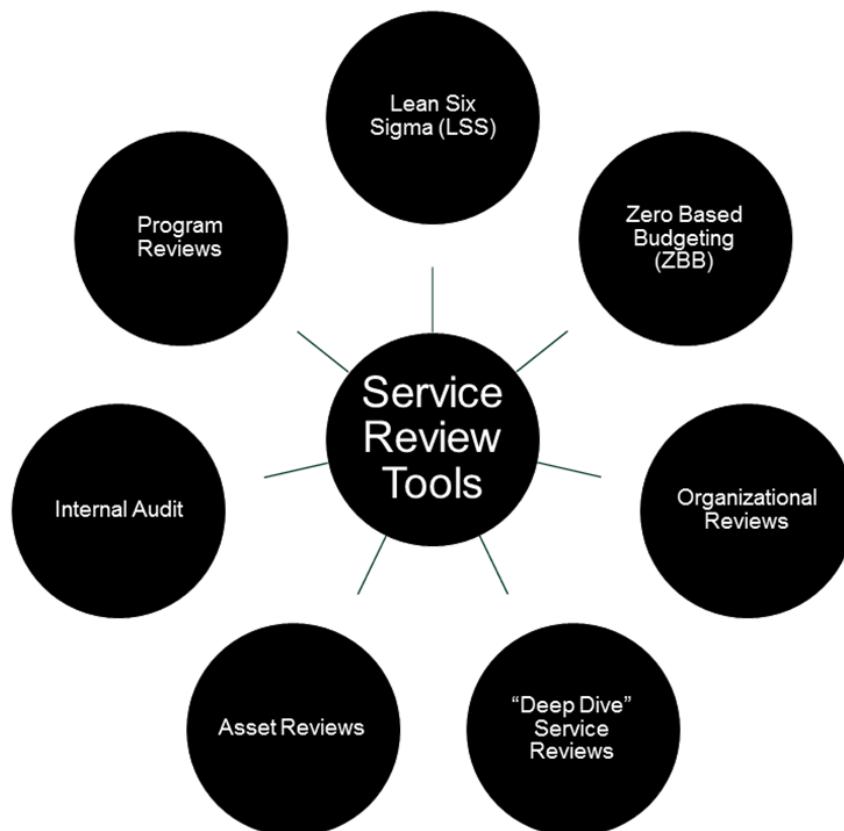 Lean Six
Sigma (LSS)
Zero Based
Budgeting
(ZBB)
Organizational
Reviews
“Deep Dive”
Service
Reviews
Asset Reviews
Internal Audit
Program
Reviews
Service
Review
Tools